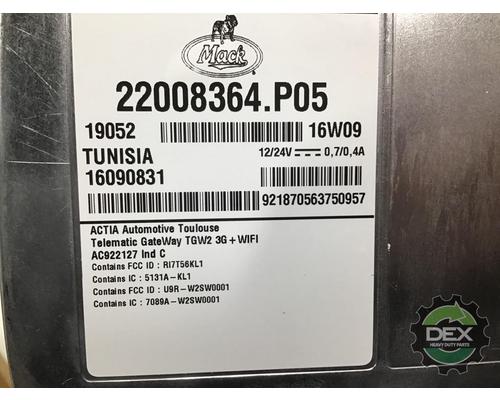 Mack
22008364.P05
19052 16W09
TUNISIA 12/24V 0,7/0,4A
16090831
921870563750957
ACTIA Automotive Toulouse
Telematic GateWay TGW2 3G+WIFI
AC922127 Ind C
Contains FCC ID : RI7T56KL1
Contains IC : 5131A-KL1
Contains FCC ID : U9R-W2SW0001
Contains IC : 7089A-W2SW0001
DEX
HEAVY DUTY PARTS